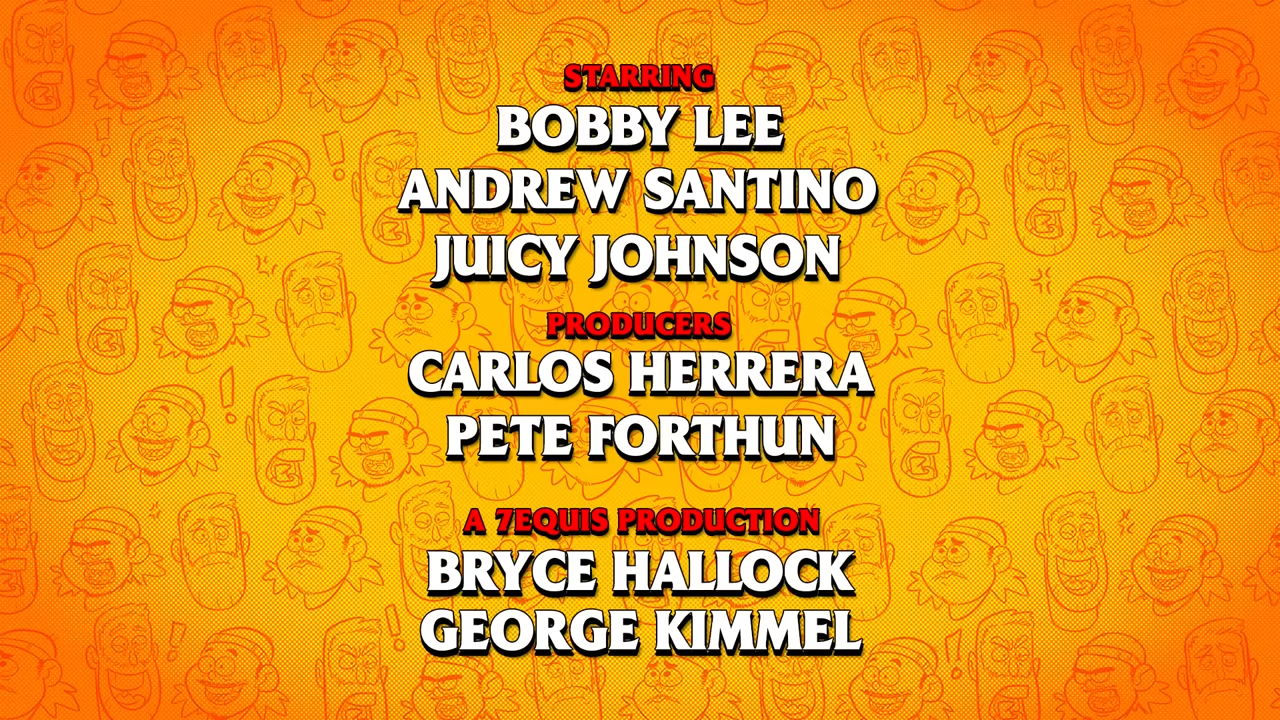 STARRING
BOBBY LEE
ANDREW SANTINO
JUICY JOHNSON
PRODUCERS
CARLOS HERRERA
PETE FORTHUN
A 7EQUIS PRODUCTION
BRYCE HALLOCK
GEORGE KIMMEL